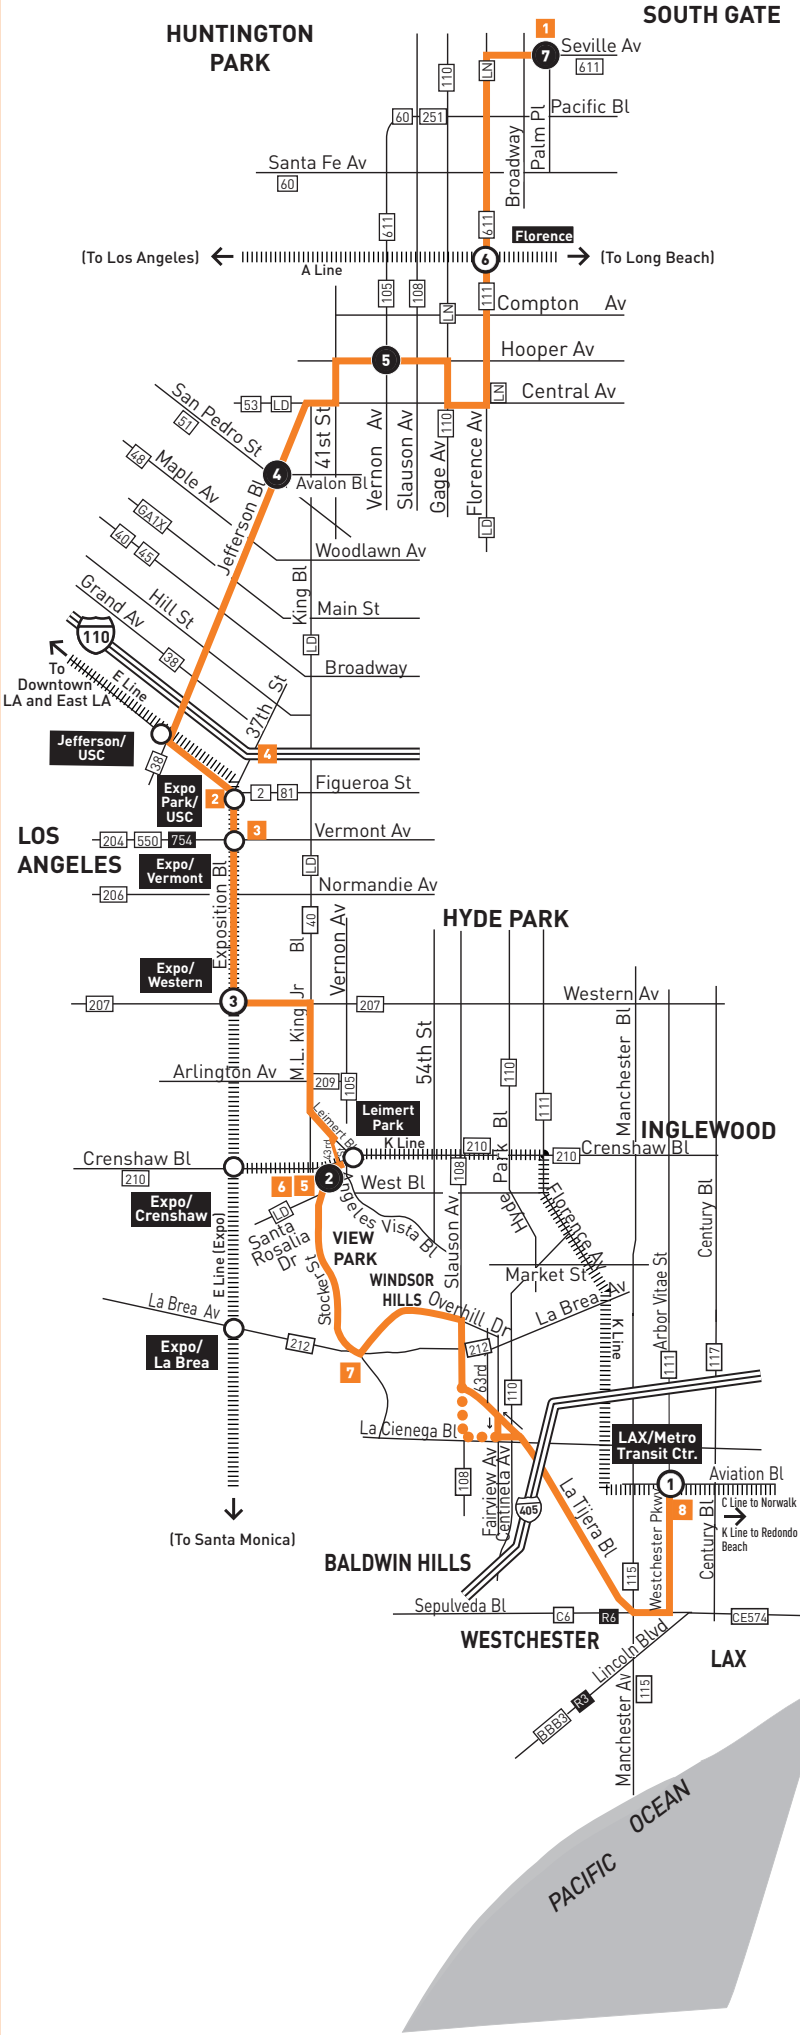 SOUTH GATE
HUNTINGTON
PARK
1
7
Seville Av
611
LN
110
Pacific Bl
60
251
Broadway
Palm Pl
Santa Fe Av
60
611
611
Florence
(To Los Angeles)
6
(To Long Beach)
A Line
105
108
111
LN
Compton Av
5
Hooper Av
LN
Central Av
53
LD
San Pedro St
51
41st St
Vernon Av
Slauson Av
Gage Av
110
Florence Av
LD
48
Maple Av
4
Avalon Bl
Jefferson Bl
GA1X
40
45
Woodlawn Av
King Bl
Grand Av
Hill St
Main St
110
38
LD
Broadway
To
Downtown
LA and East LA
E Line
37th St
Jefferson/
USC
38
4
Expo
Park/
USC
2
2
81
Figueroa St
LOS
ANGELES
204
550
754
3
Vermont Av
Expo/
Vermont
LD
206
Normandie Av
Exposition Bl
40
Vernon Av
HYDE PARK
Expo/
Western
Bl
207
3
207
Western Av
M.L. King Jr
54th St
Manchester Bl
Arlington Av
209
105
110
111
Leimert Bl
Leimert
Park
K Line
210
Park Bl
INGLEWOOD
Crenshaw Bl
210
43rd
108
210
Crenshaw Bl
6
5
2
West Bl
Expo/
Crenshaw
LD
Santa
Rosalia
Dr
Angeles Vista Bl
Slauson Av
Hyde
Florence Av
Century Bl
E Line (Expo)
VIEW
PARK
Stocker St
WINDSOR
HILLS
Market St
Arbor Vitae St
La Brea Av
Overhill Dr
La Brea Av
Expo/
La Brea
212
212
K Line
7
63rd
110
111
117
La Cienega Bl
LAX/Metro
Transit Ctr.
108
Fairview Av
Centinela Av
La Tijera Bl
1
Aviation Bl
405
Westchester Pkwy
8
Century Bl
C Line to Norwalk
K Line to Redondo
Beach
(To Santa Monica)
BALDWIN HILLS
115
Sepulveda Bl
C6
R6
CE574
WESTCHESTER
Lincoln Blvd
LAX
BBB3
R3
Manchester Av
115
PACIFIC OCEAN